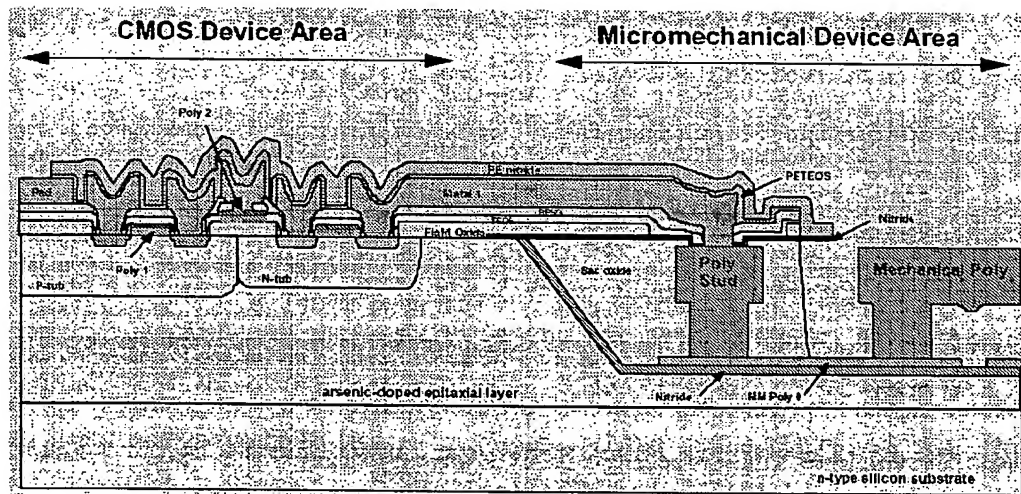 CMOS Device Area
Micromechanical Device Area
Poly 2
PE nitride
PETEOS
Pad
Metal 1
Nitride
TEOS
Field Oxide
Poly 1
Sac oxide
Poly
Stud
Mechanical Poly
P-tub
N-tub
arsenic-doped epitaxial layer
Nitride
MM Poly 0
n-type silicon substrate